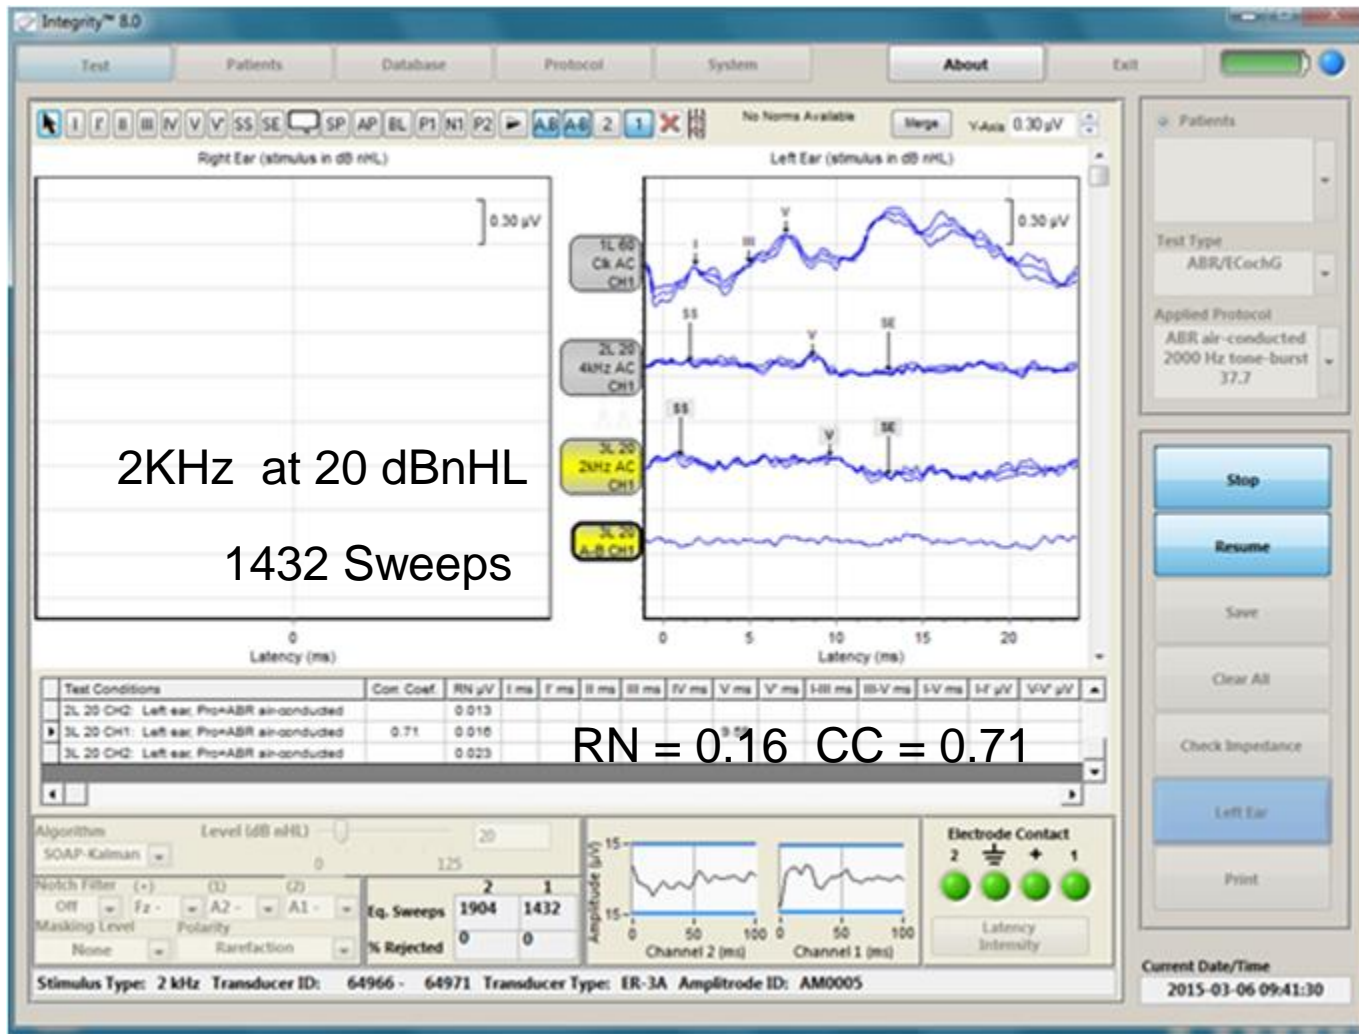 Integrity™ 8.0
Test Patients Database Protocol System About Exit
I I' II III IV V V' SS SE SP AP BL P1 N1 P2 A,B A-B 2 1 No Norms Available Merge Y-Axis 0.30 µV
Patients
Right Ear (stimulus in dB nHL) Left Ear (stimulus in dB nHL)
0.30 µV
0.30 µV
1L 60
Clk AC
CH1
I III V
Test Type
ABR/ECochG
Applied Protocol
ABR air-conducted
2000 Hz tone-burst
37.7
2L 20
4kHz AC
CH1
SS V SE
3L 20
2kHz AC
CH1
SS V SE
2KHz at 20 dBnHL
3L 20
A-B CH1
1432 Sweeps
Stop
Resume
Save
Clear All
Check Impedance
Left Ear
Print
0 0 5 10 15 20
Latency (ms) Latency (ms)
Test Conditions Corr. Coef. RN µV I ms I' ms II ms III ms IV ms V ms V' ms I-III ms III-V ms I-V ms I-I' µV V-V' µV
2L 20 CH2: Left ear, Pro=ABR air-conducted 0.013
3L 20 CH1: Left ear, Pro=ABR air-conducted 0.71 0.016
3L 20 CH2: Left ear, Pro=ABR air-conducted 0.023
RN = 0.16 CC = 0.71
Algorithm Level (dB nHL) 20
SOAP-Kalman 0 125
Notch Filter (+) (1) (2)
Off Fz - A2 - A1 -
Masking Level Polarity
None Rarefaction
2 1
Eq. Sweeps 1904 1432
% Rejected 0 0
Amplitude (µV)
15
15
0 50 100 0 50 100
Channel 2 (ms) Channel 1 (ms)
Electrode Contact
2 + 1
Latency
Intensity
Current Date/Time
2015-03-06 09:41:30
Stimulus Type: 2 kHz Transducer ID: 64966 - 64971 Transducer Type: ER-3A Amplitrode ID: AM0005